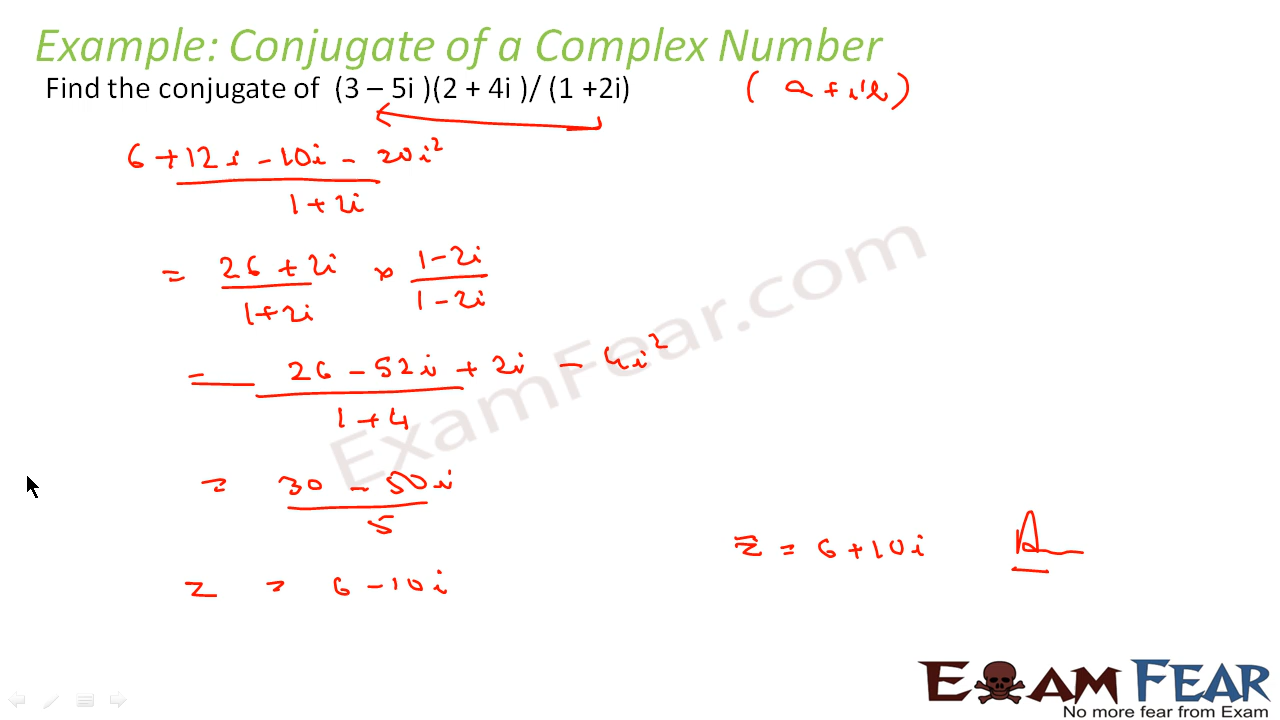 Example: Conjugate of a Complex Number
Find the conjugate of (3 – 5i )(2 + 4i )/ (1 +2i)
(a + ib)
6 + 12i - 10i - 20i²
1 + 2i
= 26 + 2i × 1 - 2i
1 + 2i 1 - 2i
= 26 - 52i + 2i - 4i²
1 + 4
= 30 - 50i
5
z = 6 - 10i
z̄ = 6 + 10i
ExamFear.com
EXAM FEAR
No more fear from Exam